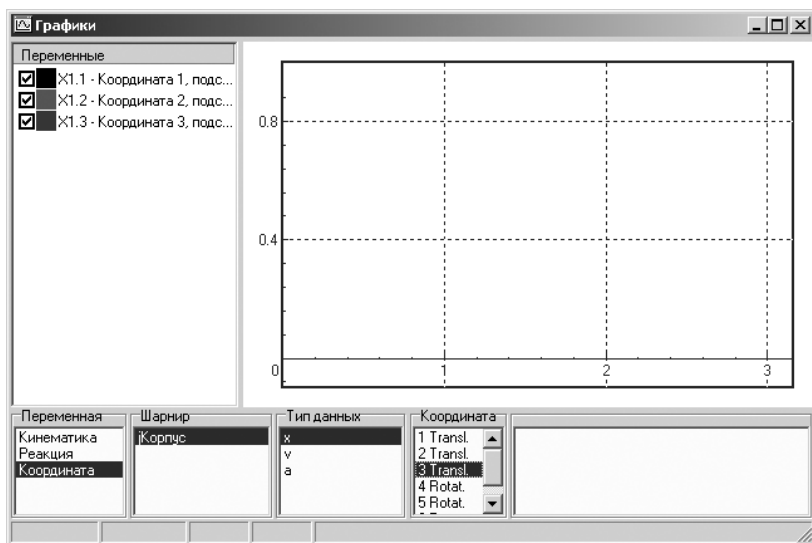 Графики
Переменные
X1.1 - Координата 1, подс...
X1.2 - Координата 2, подс...
X1.3 - Координата 3, подс...
0.8
0.4
0
1
2
3
Переменная
Кинематика
Реакция
Координата
Шарнир
jКорпус
Тип данных
x
v
a
Координата
1 Transl.
2 Transl.
3 Transl.
4 Rotat.
5 Rotat.